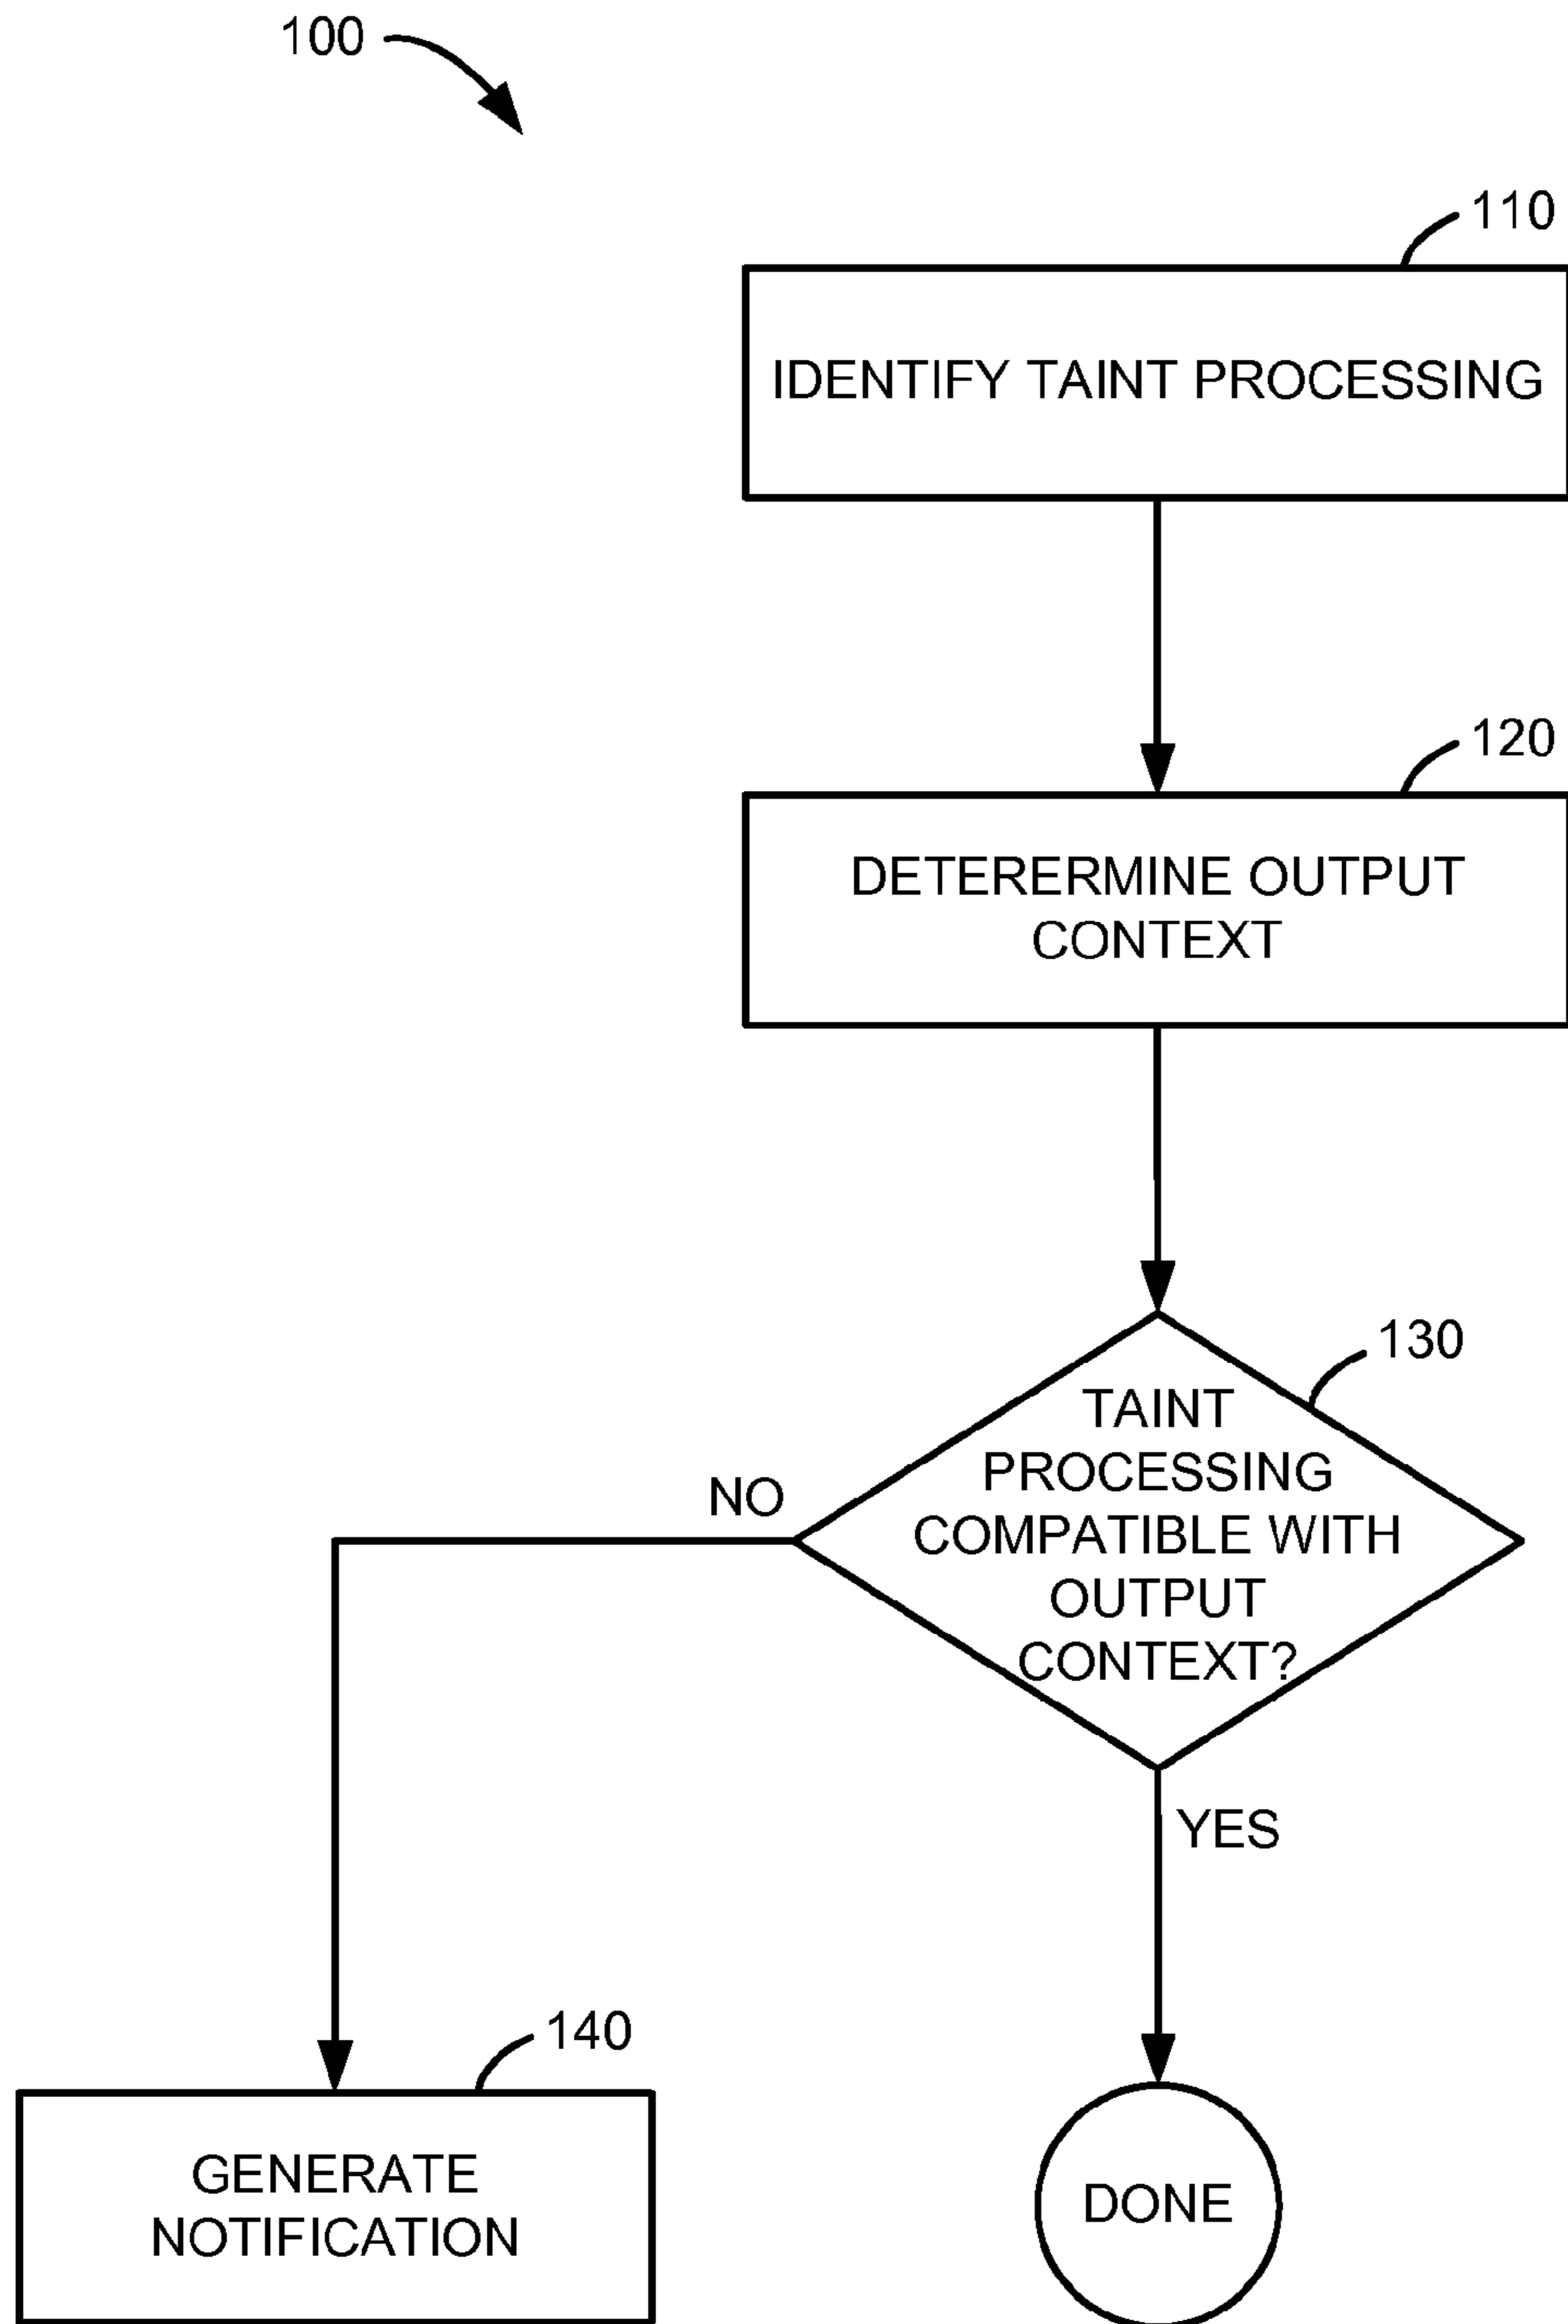 100
110
IDENTIFY TAINT PROCESSING
120
DETERERMINE OUTPUT
CONTEXT
130
TAINT
PROCESSING
COMPATIBLE WITH
OUTPUT
CONTEXT?
NO
YES
140
GENERATE
NOTIFICATION
DONE